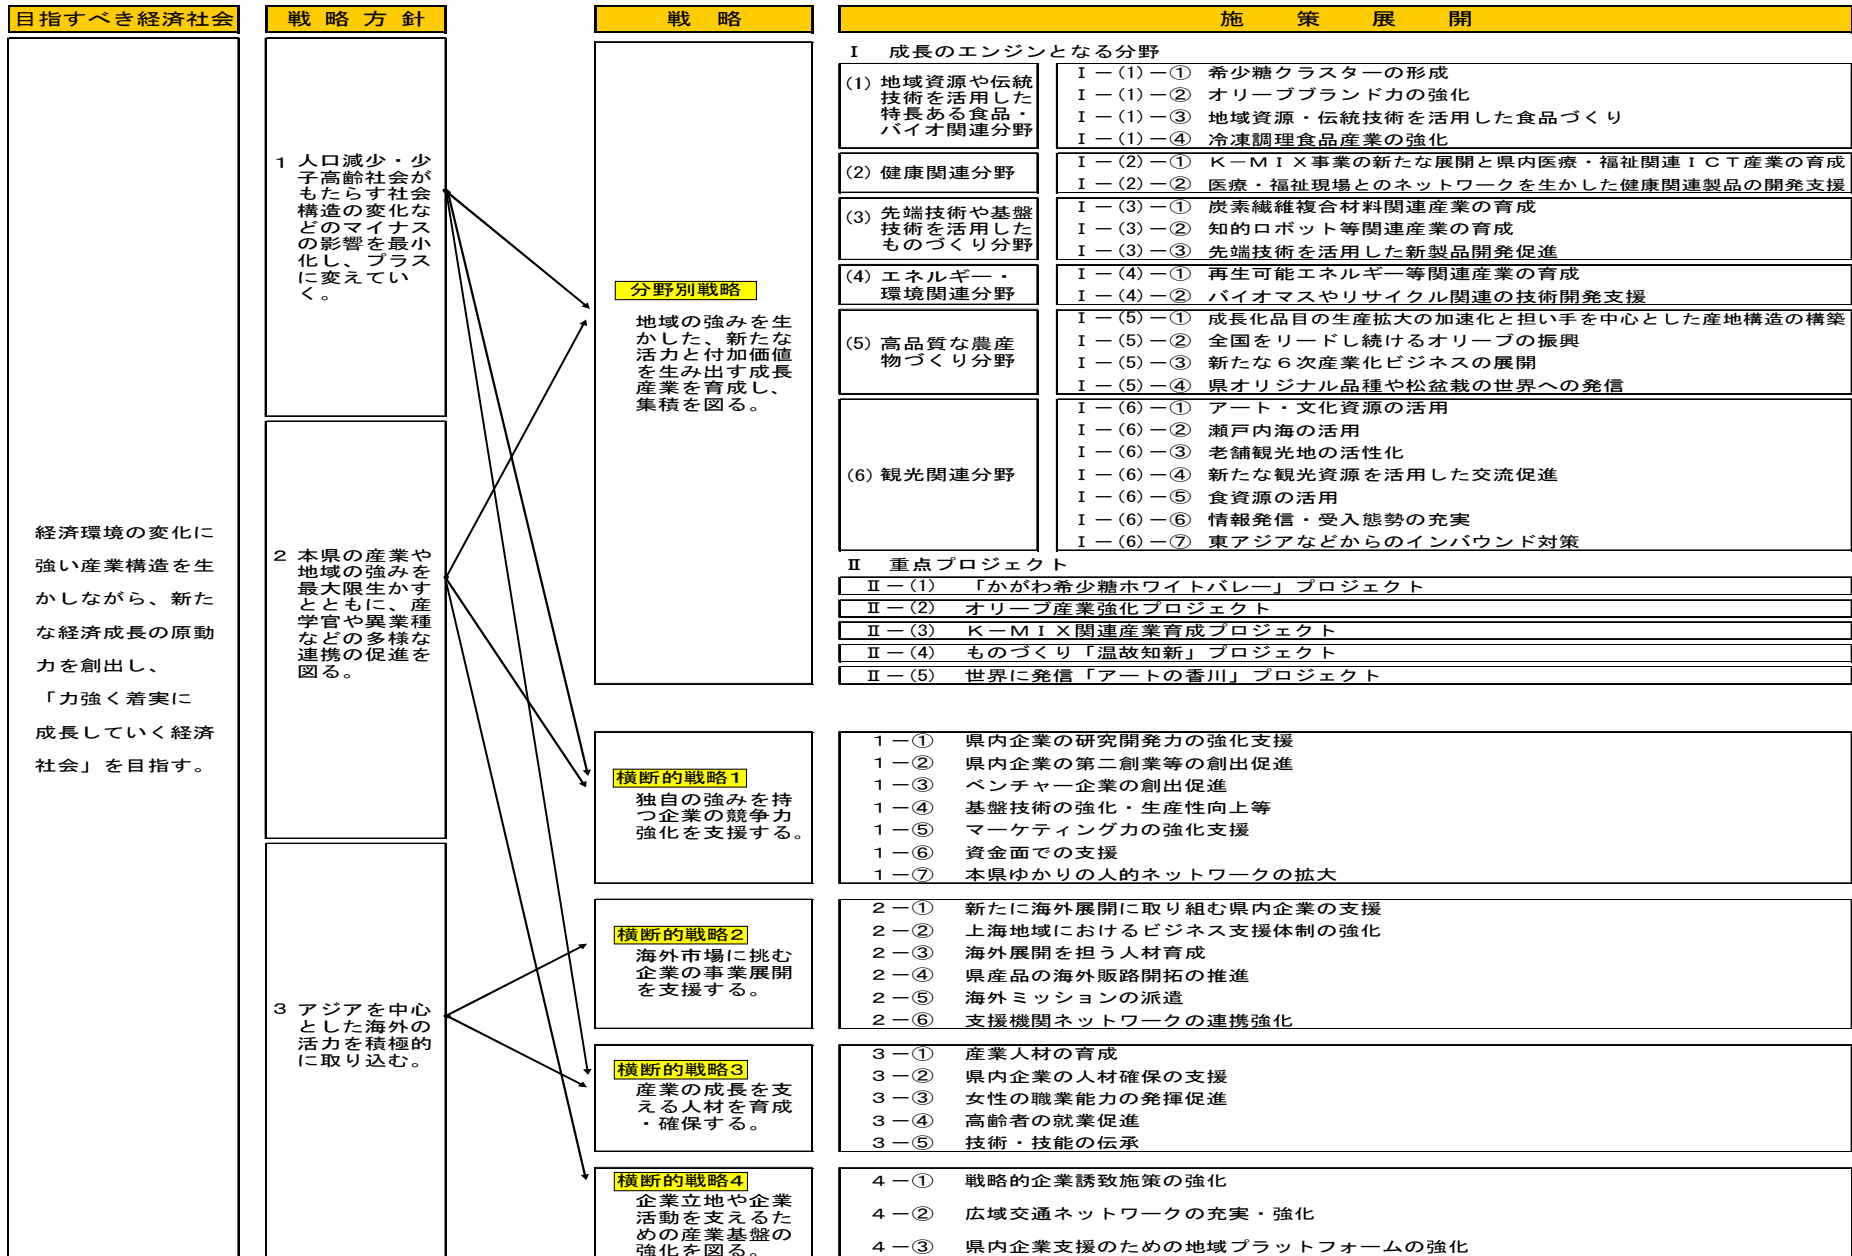 目指すべき経済社会
経済環境の変化に
強い産業構造を生
かしながら、新た
な経済成長の原動
力を創出し、
「力強く着実に
成長していく経済
社会」を目指す。
戦略方針
1 人口減少・少
子高齢社会が
もたらす社会
構造の変化な
どのマイナス
の影響を最小
化し、プラス
に変えてい
く。
2 本県の産業や
地域の強みを
最大限生かす
とともに、産
学官や異業種
などの多様な
連携の促進を
図る。
3 アジアを中心
とした海外の
活力を積極的
に取り込む。
戦略
分野別戦略
地域の強みを生
かした、新たな
活力と付加価値
を生み出す成長
産業を育成し、
集積を図る。
横断的戦略1
独自の強みを持
つ企業の競争力
強化を支援する。
横断的戦略2
海外市場に挑む
企業の事業展開
を支援する。
横断的戦略3
産業の成長を支
える人材を育成
・確保する。
横断的戦略4
企業立地や企業
活動を支えるた
めの産業基盤の
強化を図る。
施策展開
Ⅰ 成長のエンジンとなる分野
(1) 地域資源や伝統
技術を活用した
特長ある食品・
バイオ関連分野
Ⅰ－(1)－① 希少糖クラスターの形成
Ⅰ－(1)－② オリーブブランド力の強化
Ⅰ－(1)－③ 地域資源・伝統技術を活用した食品づくり
Ⅰ－(1)－④ 冷凍調理食品産業の強化
(2) 健康関連分野
Ⅰ－(2)－① Ｋ－ＭＩＸ事業の新たな展開と県内医療・福祉関連ＩＣＴ産業の育成
Ⅰ－(2)－② 医療・福祉現場とのネットワークを生かした健康関連製品の開発支援
(3) 先端技術や基盤
技術を活用した
ものづくり分野
Ⅰ－(3)－① 炭素繊維複合材料関連産業の育成
Ⅰ－(3)－② 知的ロボット等関連産業の育成
Ⅰ－(3)－③ 先端技術を活用した新製品開発促進
(4) エネルギー・
環境関連分野
Ⅰ－(4)－① 再生可能エネルギー等関連産業の育成
Ⅰ－(4)－② バイオマスやリサイクル関連の技術開発支援
(5) 高品質な農産
物づくり分野
Ⅰ－(5)－① 成長化品目の生産拡大の加速化と担い手を中心とした産地構造の構築
Ⅰ－(5)－② 全国をリードし続けるオリーブの振興
Ⅰ－(5)－③ 新たな６次産業化ビジネスの展開
Ⅰ－(5)－④ 県オリジナル品種や松盆栽の世界への発信
(6) 観光関連分野
Ⅰ－(6)－① アート・文化資源の活用
Ⅰ－(6)－② 瀬戸内海の活用
Ⅰ－(6)－③ 老舗観光地の活性化
Ⅰ－(6)－④ 新たな観光資源を活用した交流促進
Ⅰ－(6)－⑤ 食資源の活用
Ⅰ－(6)－⑥ 情報発信・受入態勢の充実
Ⅰ－(6)－⑦ 東アジアなどからのインバウンド対策
Ⅱ 重点プロジェクト
Ⅱ－(1) 「かがわ希少糖ホワイトバレー」プロジェクト
Ⅱ－(2) オリーブ産業強化プロジェクト
Ⅱ－(3) Ｋ－ＭＩＸ関連産業育成プロジェクト
Ⅱ－(4) ものづくり「温故知新」プロジェクト
Ⅱ－(5) 世界に発信「アートの香川」プロジェクト
1－① 県内企業の研究開発力の強化支援
1－② 県内企業の第二創業等の創出促進
1－③ ベンチャー企業の創出促進
1－④ 基盤技術の強化・生産性向上等
1－⑤ マーケティング力の強化支援
1－⑥ 資金面での支援
1－⑦ 本県ゆかりの人的ネットワークの拡大
2－① 新たに海外展開に取り組む県内企業の支援
2－② 上海地域におけるビジネス支援体制の強化
2－③ 海外展開を担う人材育成
2－④ 県産品の海外販路開拓の推進
2－⑤ 海外ミッションの派遣
2－⑥ 支援機関ネットワークの連携強化
3－① 産業人材の育成
3－② 県内企業の人材確保の支援
3－③ 女性の職業能力の発揮促進
3－④ 高齢者の就業促進
3－⑤ 技術・技能の伝承
4－① 戦略的企業誘致施策の強化
4－② 広域交通ネットワークの充実・強化
4－③ 県内企業支援のための地域プラットフォームの強化